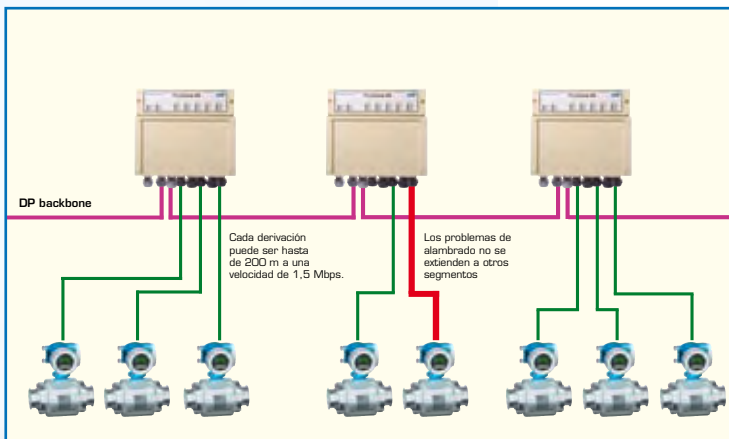 DP backbone
Cada derivación
puede ser hasta
de 200 m a una
velocidad de 1,5 Mbps.
Los problemas de
alambrado no se
extienden a otros
segmentos